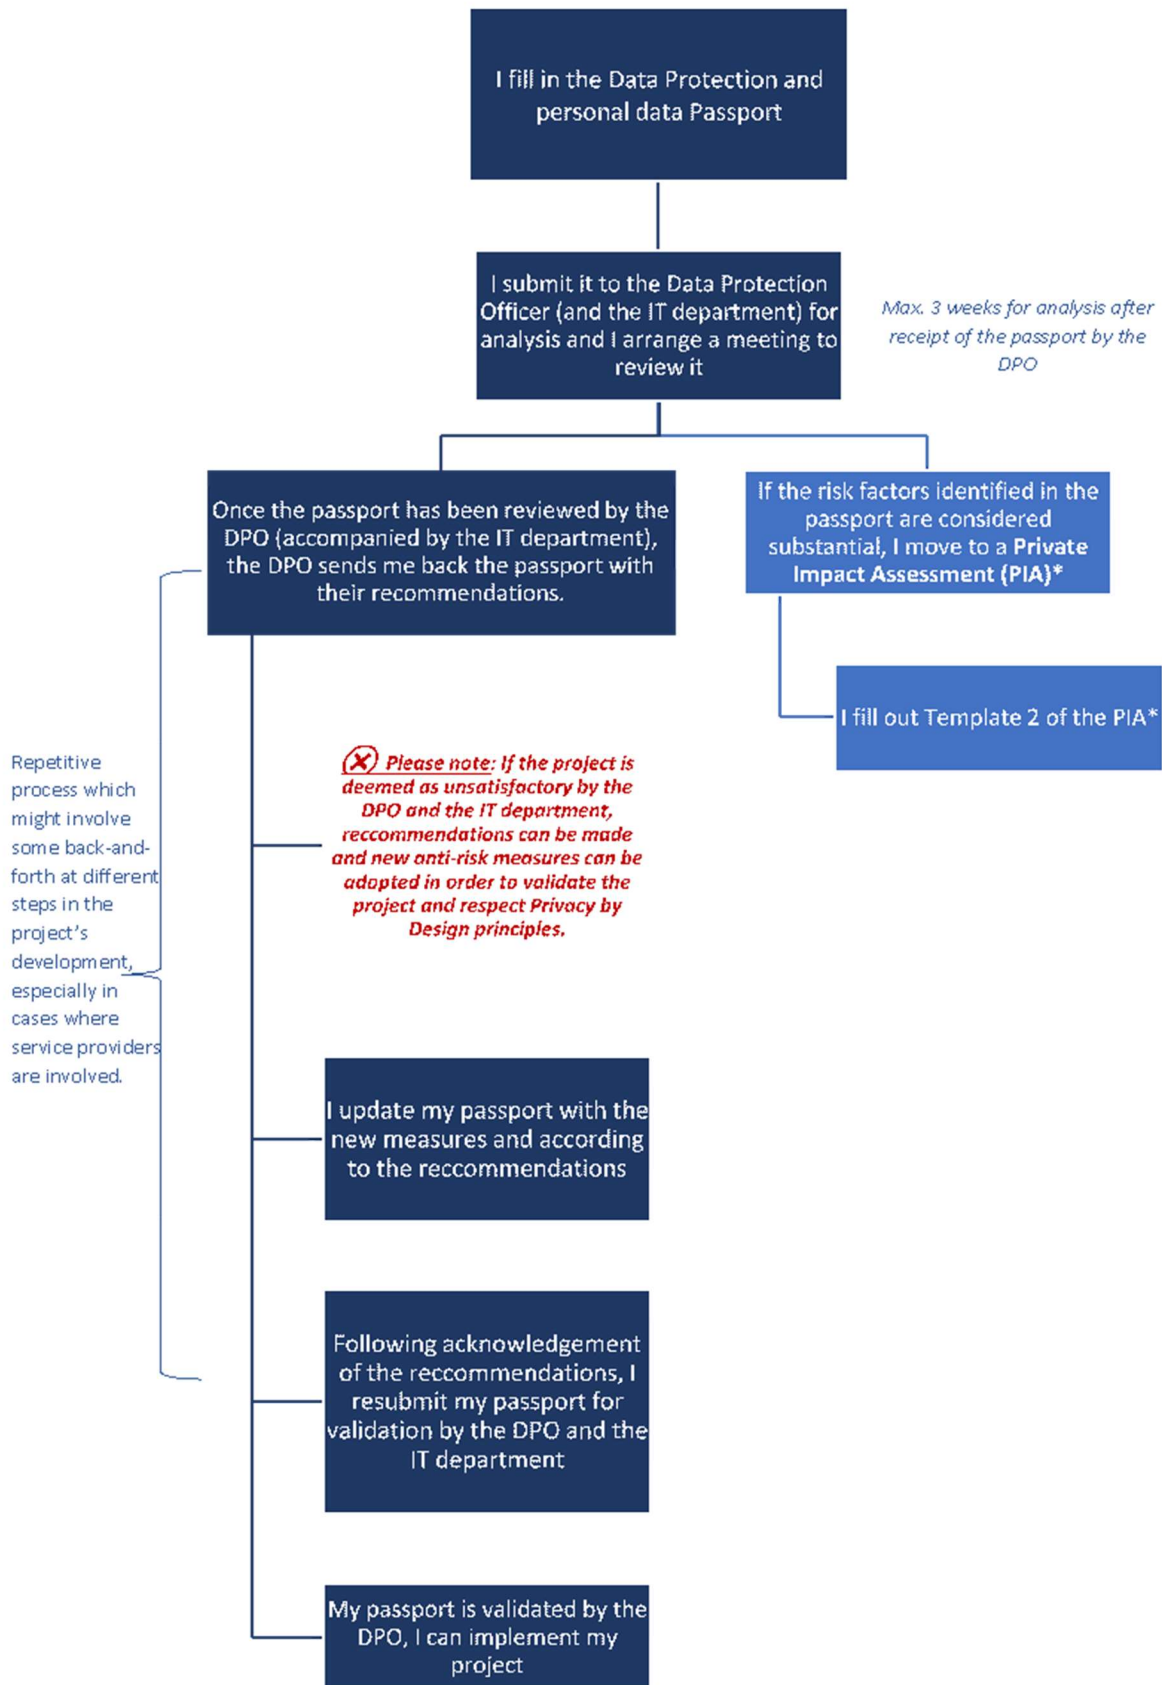 I fill in the Data Protection and
personal data Passport
I submit it to the Data Protection
Officer (and the IT department) for
analysis and I arrange a meeting to
review it
Max. 3 weeks for analysis after
receipt of the passport by the
DPO
Once the passport has been reviewed by the
DPO (accompanied by the IT department),
the DPO sends me back the passport with
their recommendations.
If the risk factors identified in the
passport are considered
substantial, I move to a Private
Impact Assessment (PIA)*
I fill out Template 2 of the PIA*
Repetitive
process which
might involve
some back-and-
forth at different
steps in the
project's
development,
especially in
cases where
service providers
are involved.
Please note: If the project is
deemed as unsatisfactory by the
DPO and the IT department,
reccommendations can be made
and new anti-risk measures can be
adopted in order to validate the
project and respect Privacy by
Design principles.
I update my passport with the
new measures and according
to the reccommendations
Following acknowledgement
of the reccommendations, I
resubmit my passport for
validation by the DPO and the
IT department
My passport is validated by the
DPO, I can implement my
project